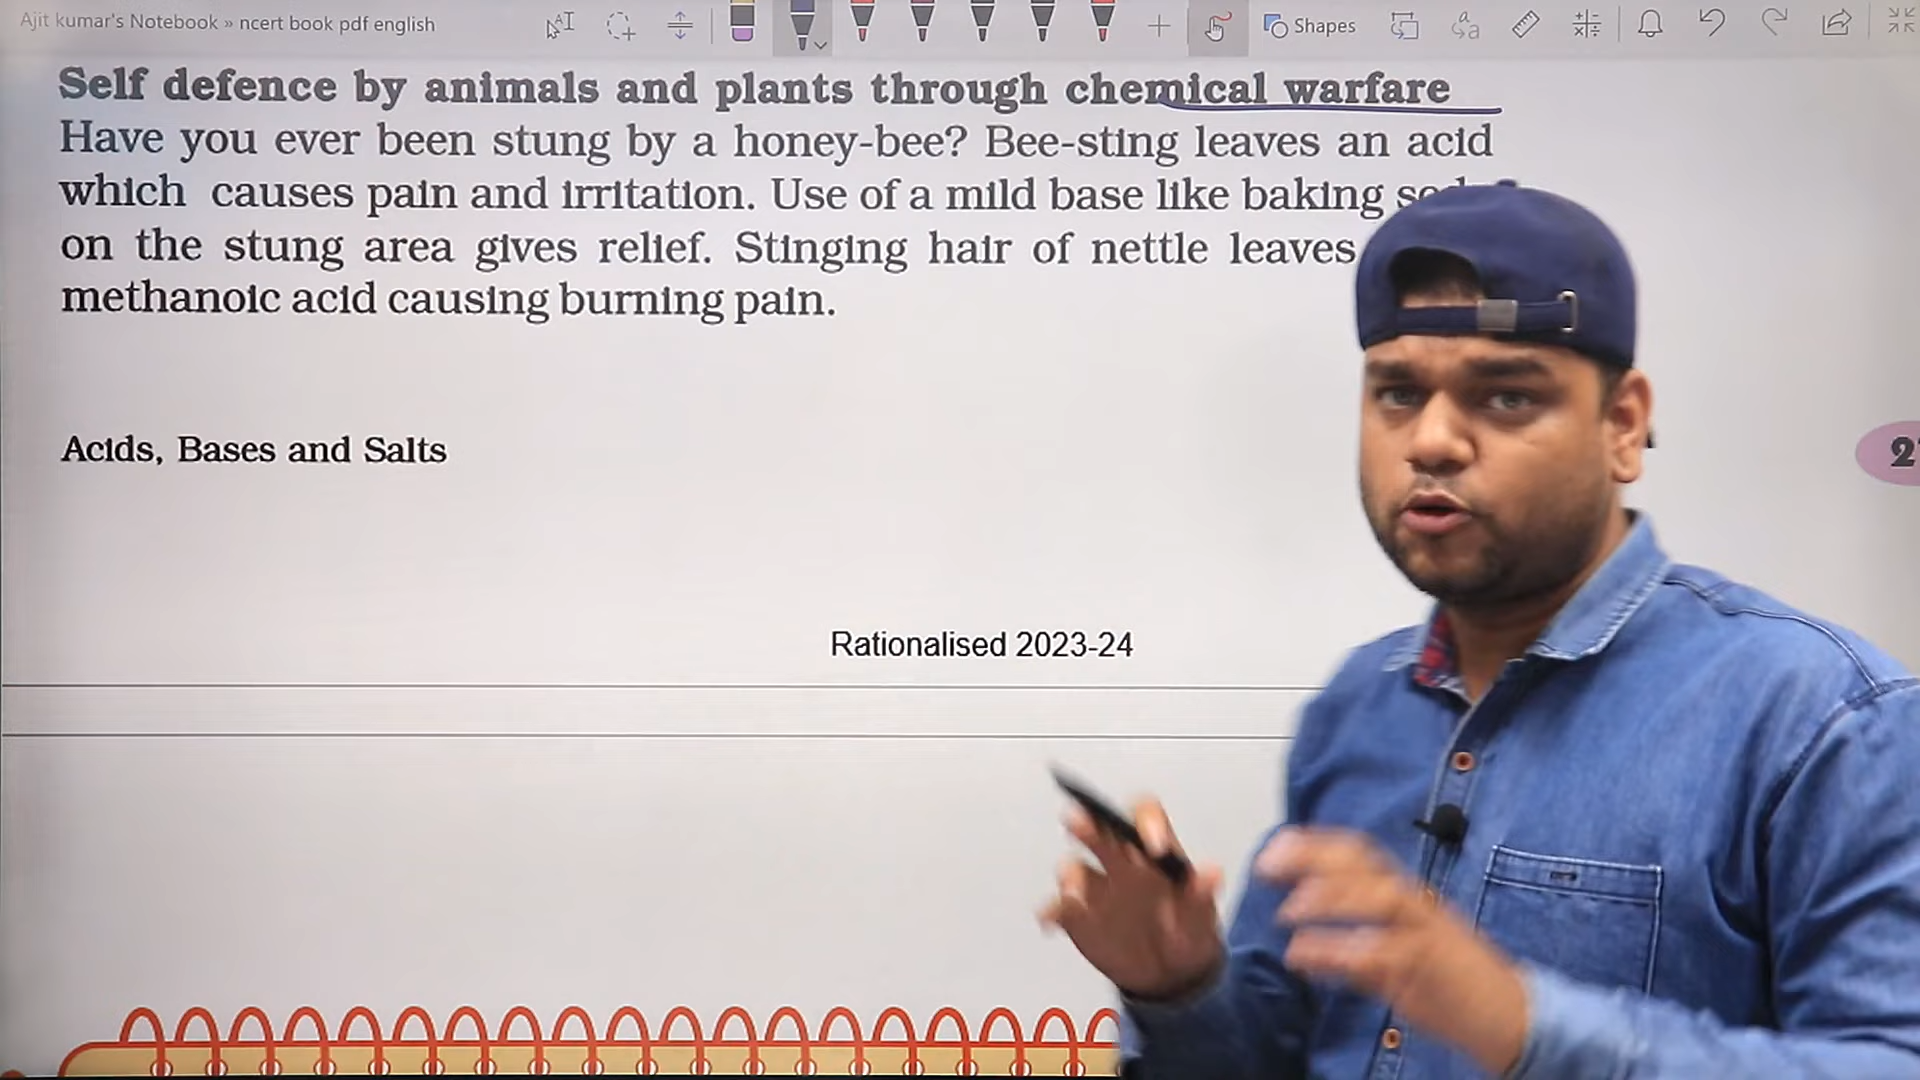 Ajit kumar's Notebook » ncert book pdf english
Shapes
Self defence by animals and plants through chemical warfare
Have you ever been stung by a honey-bee? Bee-sting leaves an acid
which causes pain and irritation. Use of a mild base like baking
on the stung area gives relief. Stinging hair of nettle leaves
methanoic acid causing burning pain.
Acids, Bases and Salts
Rationalised 2023-24